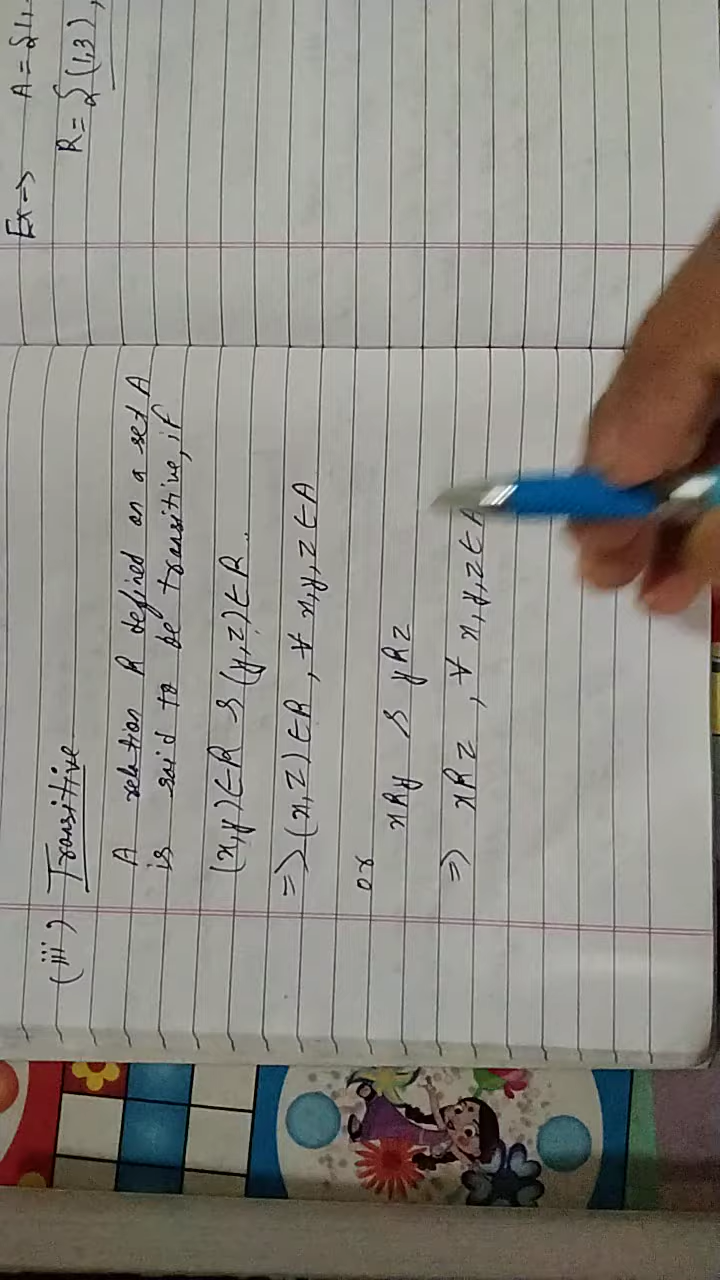 (iii) Transitive
A relation R defined on a set A
is said to be transitive, if
(x,y)∈R & (y,z)∈R
=> (x,z)∈R , ∀ x,y,z∈A
or
xRy & yRz
=> xRz , ∀ x,y,z∈A
Ex=> A={1,
R={(1,3),